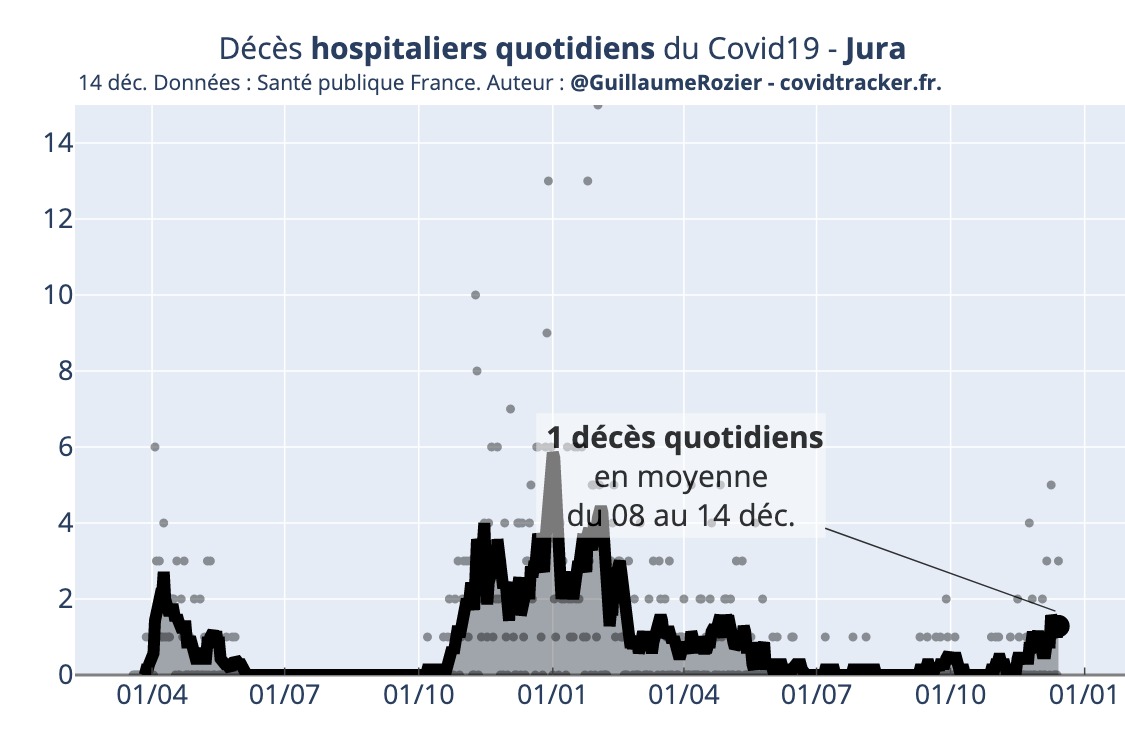 Décès hospitaliers quotidiens du Covid19 - Jura
14 déc. Données : Santé publique France. Auteur : @GuillaumeRozier - covidtracker.fr.
14
12
10
8
6
4
2
0
1 décès quotidiens
en moyenne
du 08 au 14 déc.
01/04 01/07 01/10 01/01 01/04 01/07 01/10 01/01